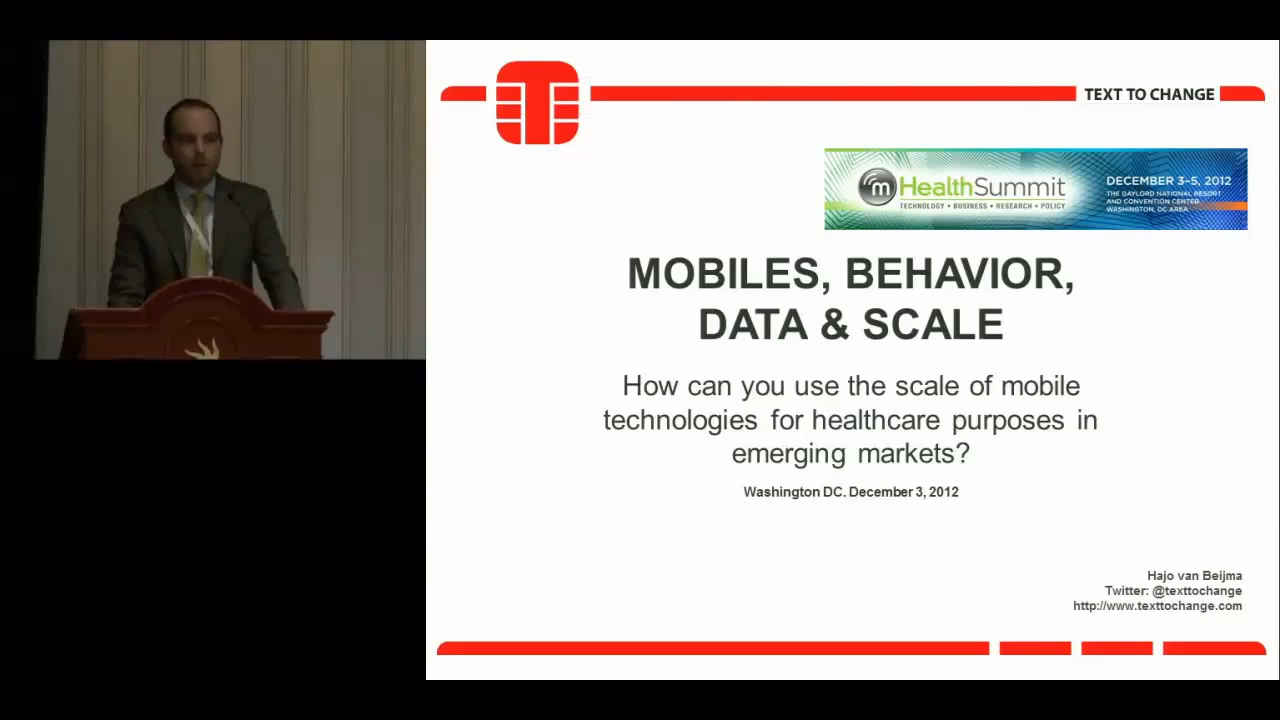 TEXT TO CHANGE
mHealthSummit
TECHNOLOGY • BUSINESS • RESEARCH • POLICY
DECEMBER 3–5, 2012
THE GAYLORD NATIONAL RESORT
AND CONVENTION CENTER
WASHINGTON, DC AREA
MOBILES, BEHAVIOR,
DATA & SCALE
How can you use the scale of mobile
technologies for healthcare purposes in
emerging markets?
Washington DC. December 3, 2012
Hajo van Beijma
Twitter: @texttochange
http://www.texttochange.com